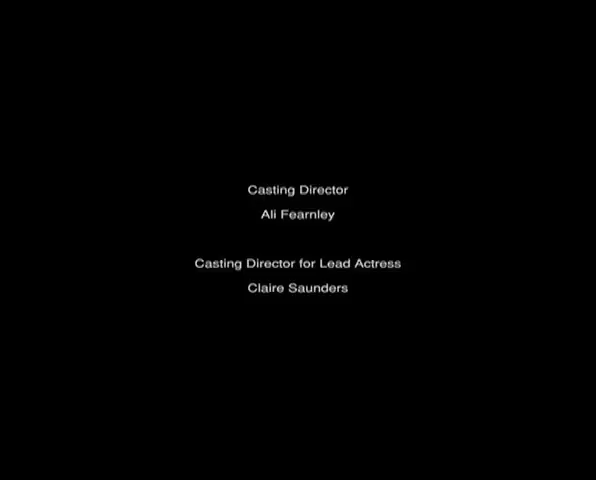 Casting Director
Ali Fearnley
Casting Director for Lead Actress
Claire Saunders